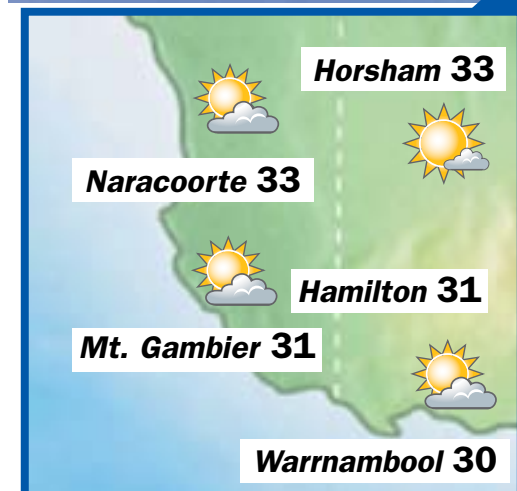 Horsham 33
Naracoorte 33
Hamilton 31
Mt. Gambier 31
Warrnambool 30